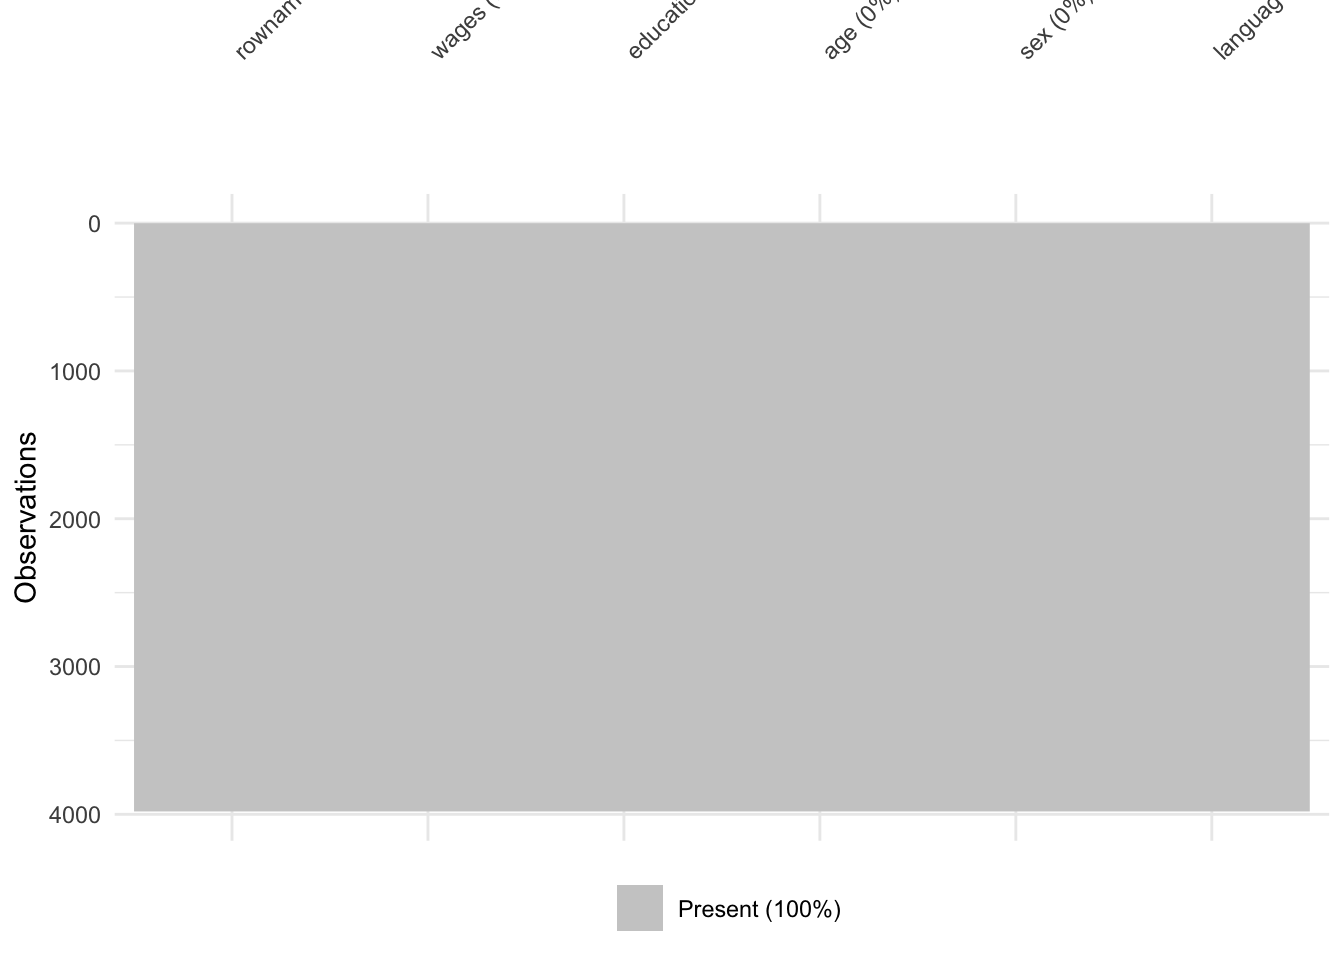 rownam
wages (
educatio
age (0%)
sex (0%)
languag
0
1000
2000
3000
4000
Observations
Present (100%)